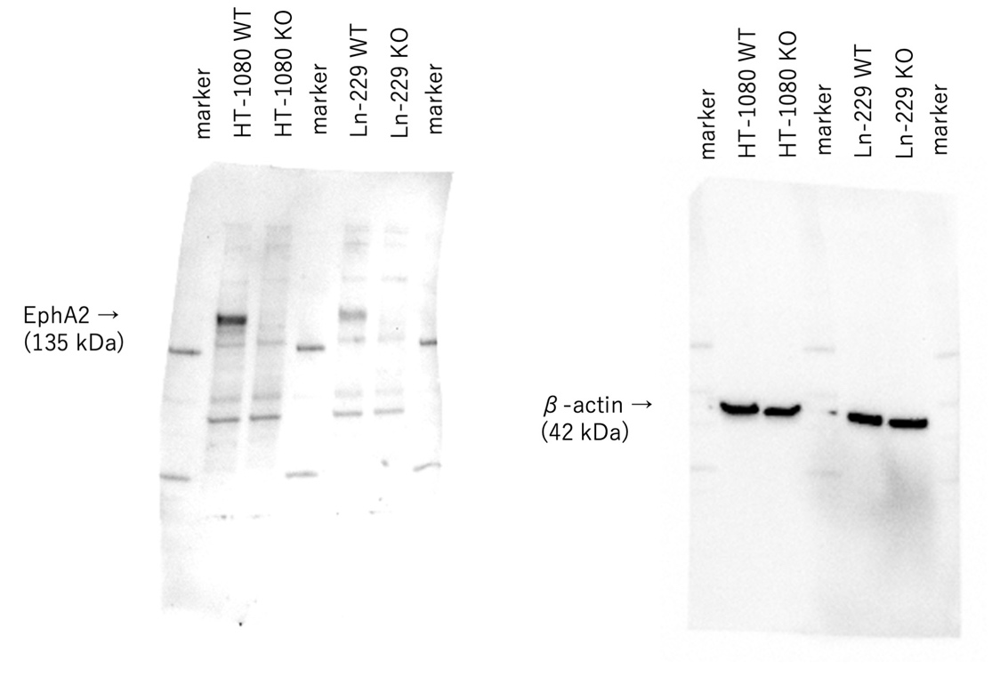 marker
HT-1080 WT
HT-1080 KO
marker
Ln-229 WT
Ln-229 KO
marker
EphA2 →
(135 kDa)
marker
HT-1080 WT
HT-1080 KO
marker
Ln-229 WT
Ln-229 KO
marker
β-actin →
(42 kDa)